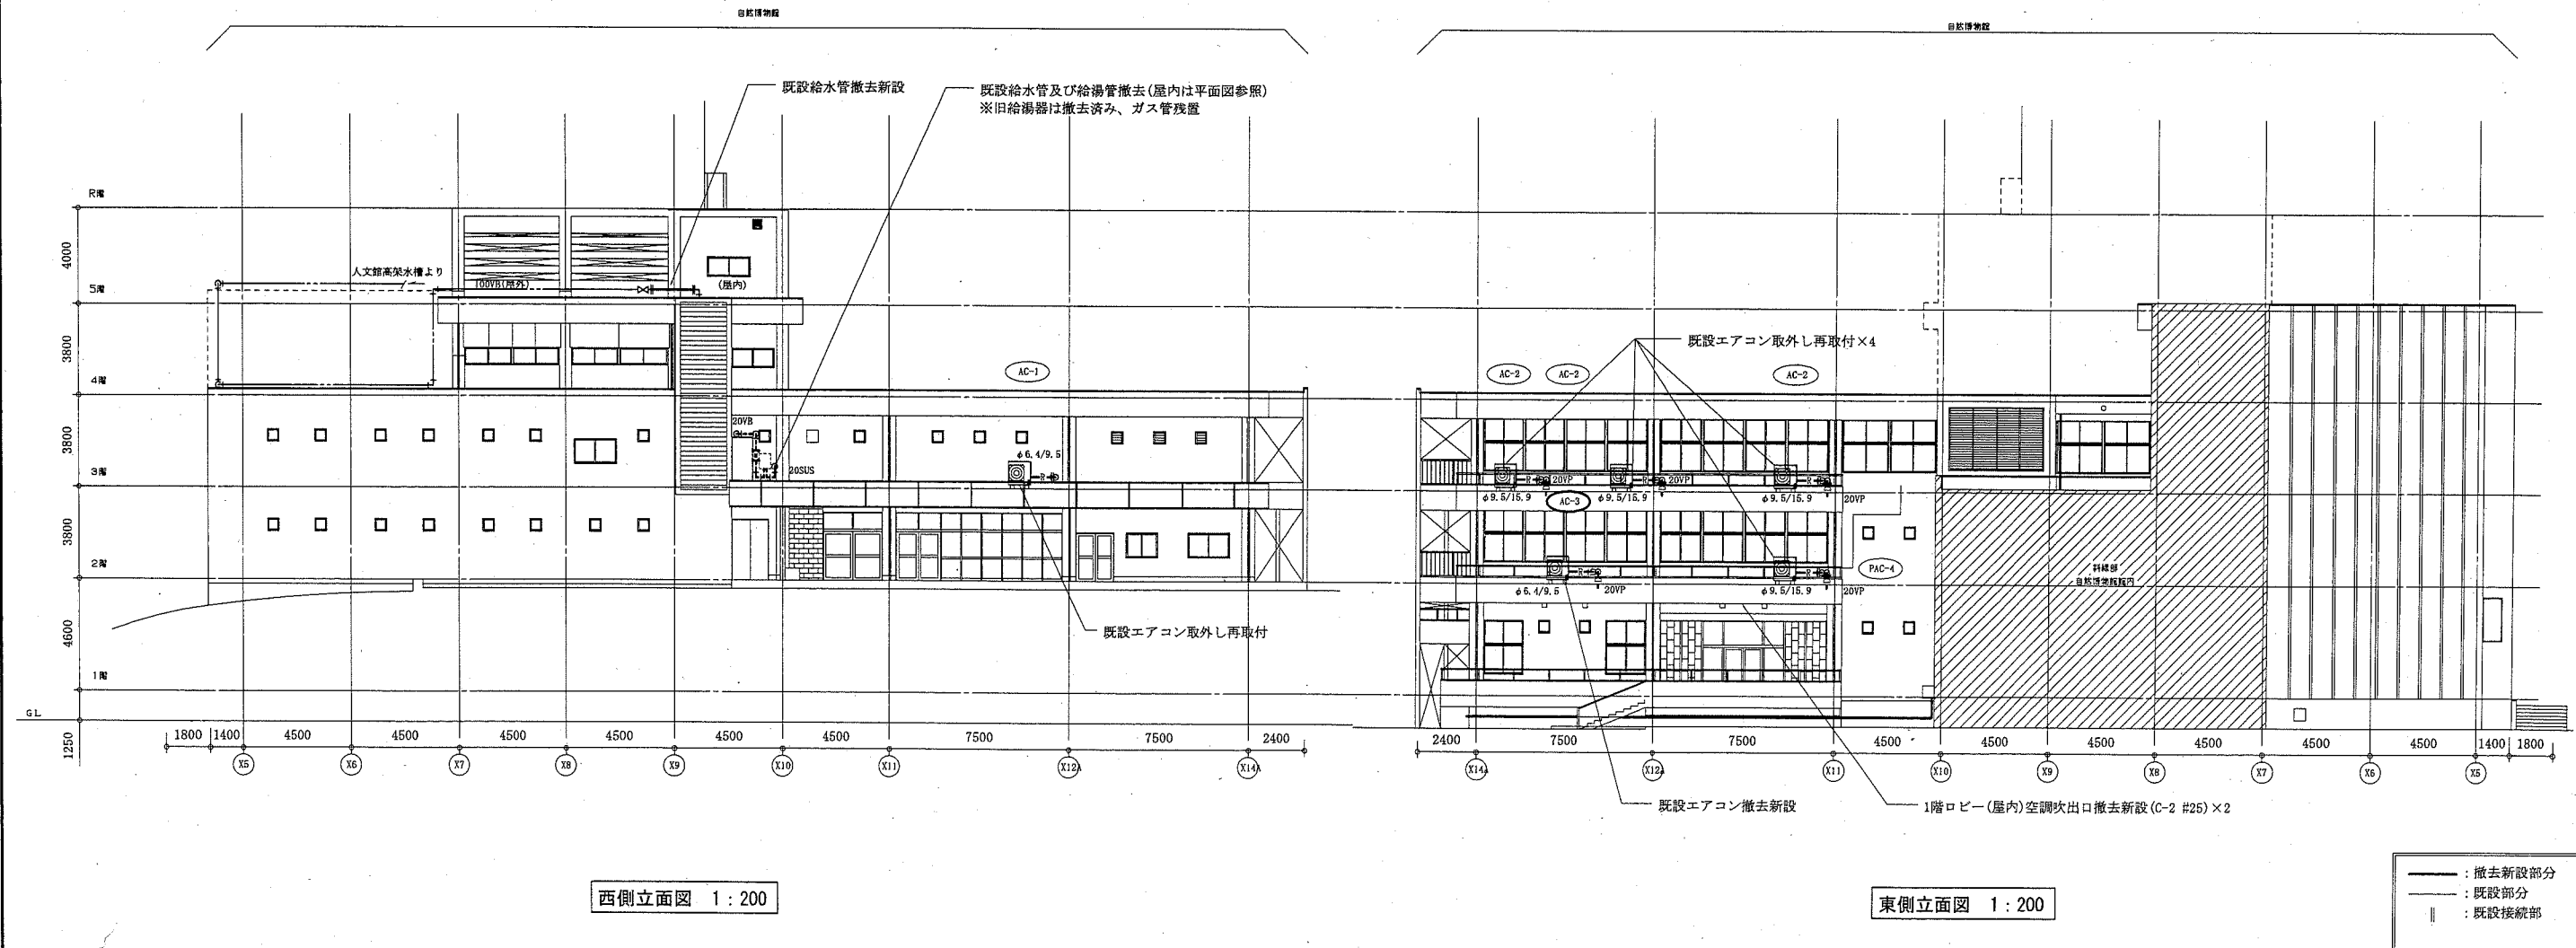 自然博物館
自然博物館
既設給水管撤去新設
既設給水管及び給湯管撤去(屋内は平面図参照)
※旧給湯器は撤去済み、ガス管残置
R階
4000
人文館高架水槽より
5階
100VB(屋外)
(屋内)
3800
4階
AC-1
3800
20VB
20SUS
φ6.4/9.5
R
3階
3800
2階
既設エアコン取外し再取付
4600
1階
GL
1250
1800
1400
4500
4500
4500
4500
4500
4500
7500
7500
2400
X5
X6
X7
X8
X9
X10
X11
X12A
X14A
西側立面図 1:200
既設エアコン取外し再取付×4
AC-2
AC-2
AC-2
R
20VP
R
20VP
R
20VP
φ9.5/15.9
φ9.5/15.9
φ9.5/15.9
AC-3
PAC-4
R
R
φ6.4/9.5
20VP
φ9.5/15.9
20VP
斜線部
自然博物館館内
2400
7500
7500
4500
4500
4500
4500
4500
4500
1400
1800
X14a
X12a
X11
X10
X9
X8
X7
X6
X5
既設エアコン撤去新設
1階ロビー(屋内)空調吹出口撤去新設(C-2 #25)×2
東側立面図 1:200
:撤去新設部分
:既設部分
:既設接続部